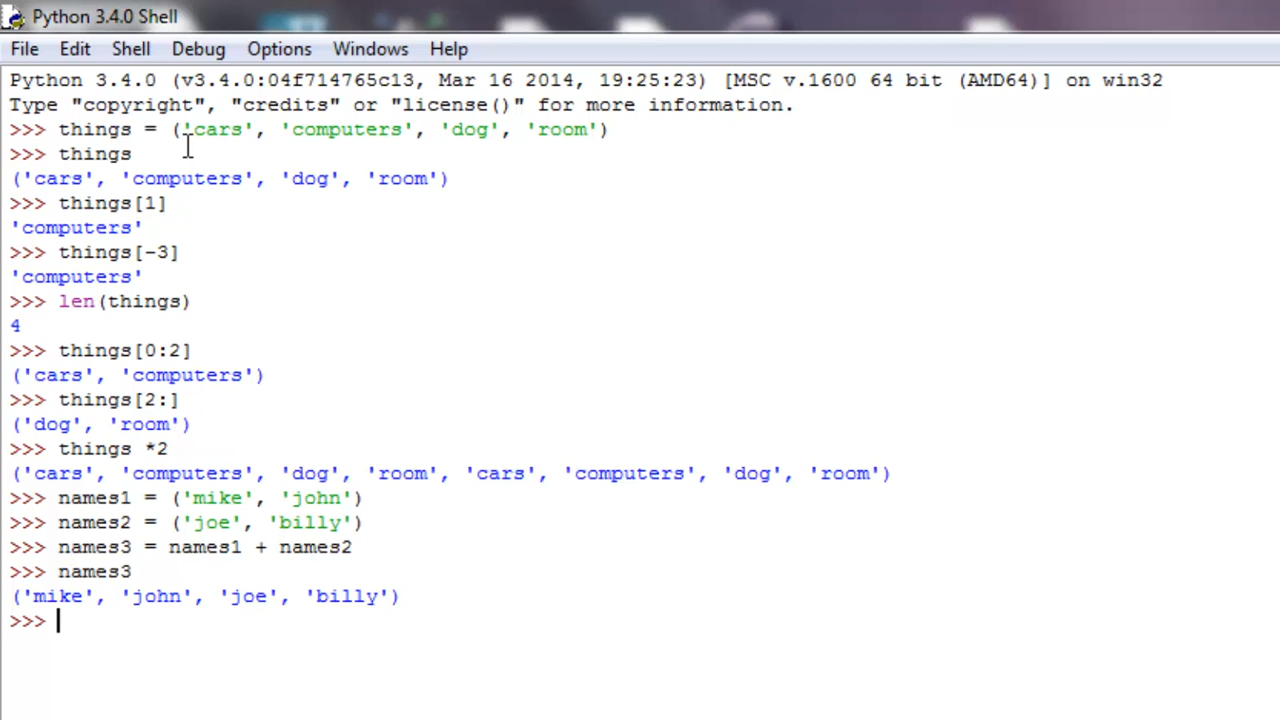 Python 3.4.0 Shell
File Edit Shell Debug Options Windows Help
Python 3.4.0 (v3.4.0:04f714765c13, Mar 16 2014, 19:25:23) [MSC v.1600 64 bit (AMD64)] on win32
Type "copyright", "credits" or "license()" for more information.
>>> things = ('cars', 'computers', 'dog', 'room')
>>> things
('cars', 'computers', 'dog', 'room')
>>> things[1]
'computers'
>>> things[-3]
'computers'
>>> len(things)
4
>>> things[0:2]
('cars', 'computers')
>>> things[2:]
('dog', 'room')
>>> things *2
('cars', 'computers', 'dog', 'room', 'cars', 'computers', 'dog', 'room')
>>> names1 = ('mike', 'john')
>>> names2 = ('joe', 'billy')
>>> names3 = names1 + names2
>>> names3
('mike', 'john', 'joe', 'billy')
>>>